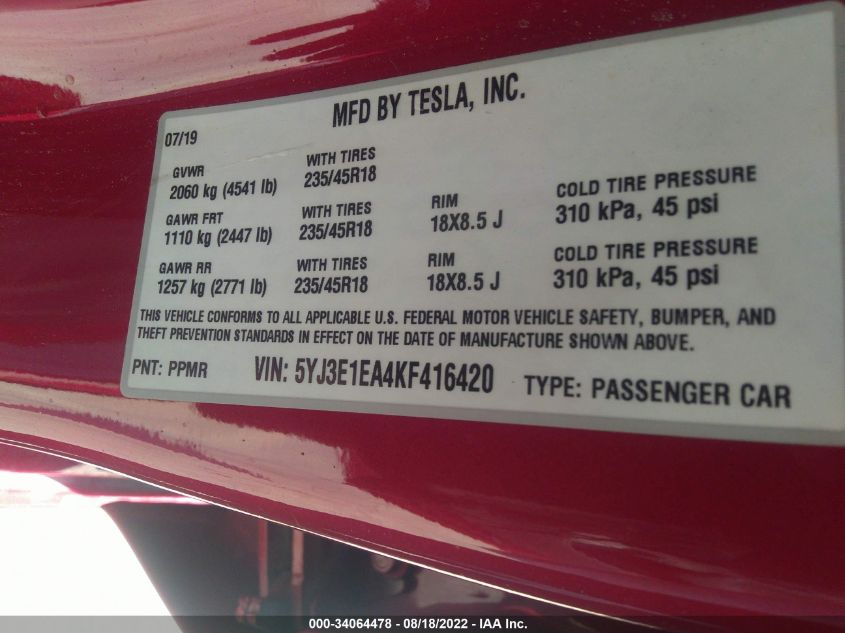 MFD BY TESLA, INC.
07/19
GVWR
2060 kg (4541 lb)
WITH TIRES
235/45R18
GAWR FRT
1110 kg (2447 lb)
WITH TIRES
235/45R18
RIM
18X8.5 J
COLD TIRE PRESSURE
310 kPa, 45 psi
GAWR RR
1257 kg (2771 lb)
WITH TIRES
235/45R18
RIM
18X8.5 J
COLD TIRE PRESSURE
310 kPa, 45 psi
THIS VEHICLE CONFORMS TO ALL APPLICABLE U.S. FEDERAL MOTOR VEHICLE SAFETY, BUMPER, AND
THEFT PREVENTION STANDARDS IN EFFECT ON THE DATE OF MANUFACTURE SHOWN ABOVE.
PNT: PPMR VIN: 5YJ3E1EA4KF416420 TYPE: PASSENGER CAR
000-34064478 - 08/18/2022 - IAA, Inc.